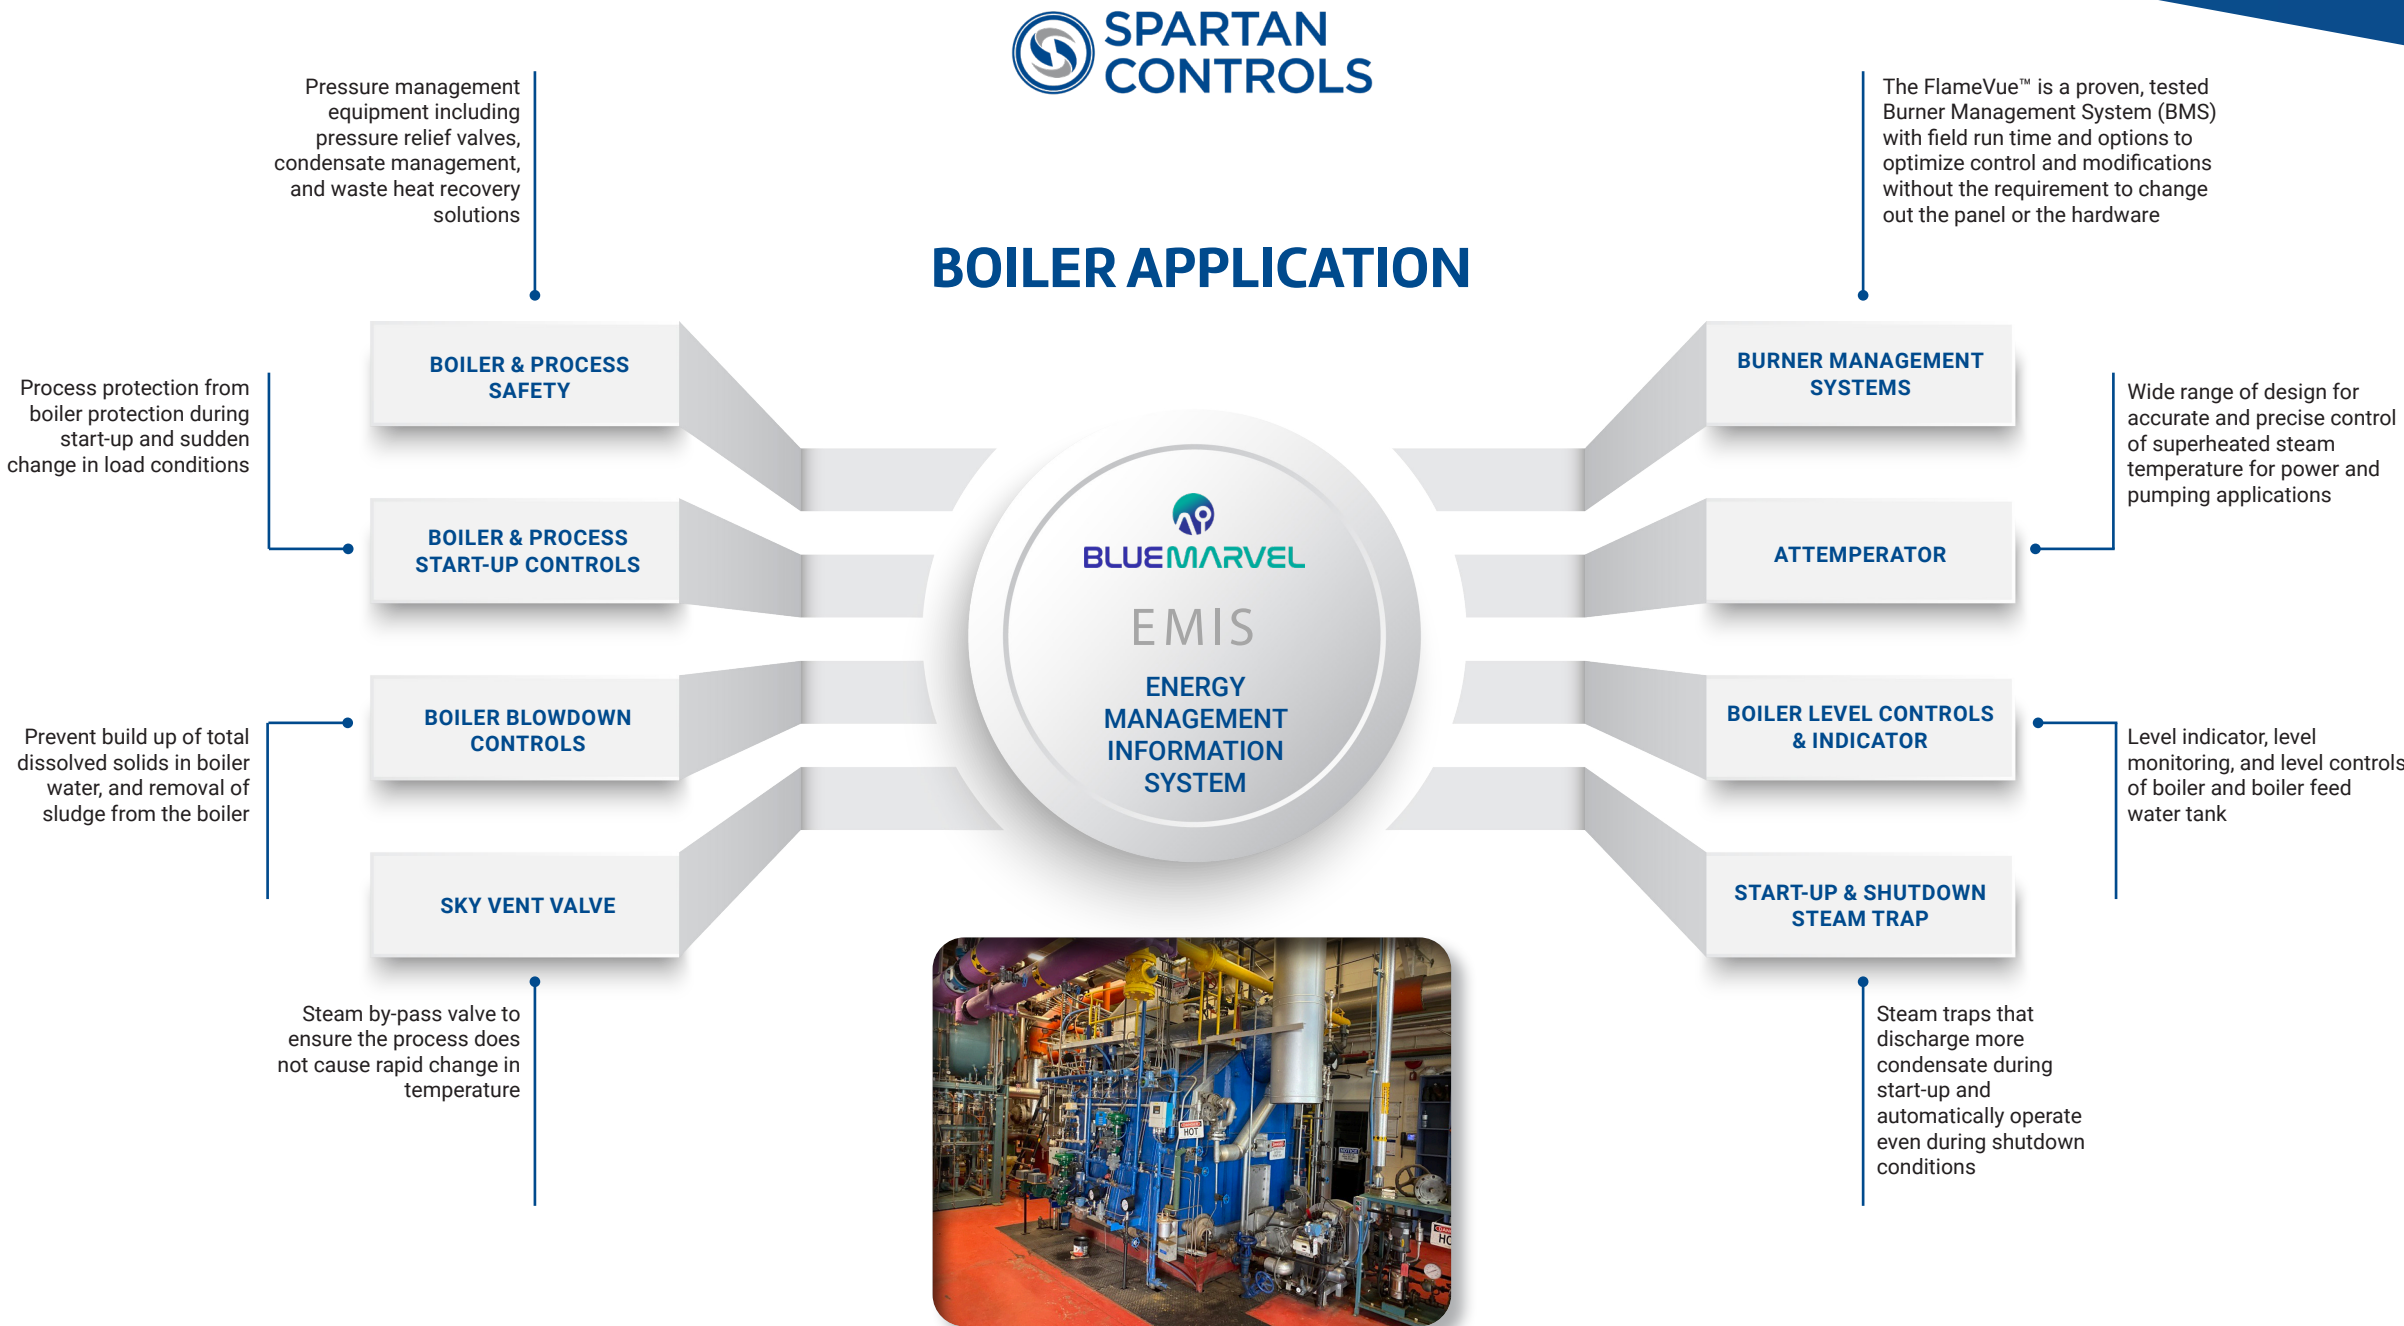 SPARTAN
CONTROLS
Pressure management
equipment including
pressure relief valves,
condensate management,
and waste heat recovery
solutions
The FlameVue™ is a proven, tested
Burner Management System (BMS)
with field run time and options to
optimize control and modifications
without the requirement to change
out the panel or the hardware
BOILER APPLICATION
BOILER & PROCESS
SAFETY
Process protection from
boiler protection during
start-up and sudden
change in load conditions
BOILER & PROCESS
START-UP CONTROLS
Prevent build up of total
dissolved solids in boiler
water, and removal of
sludge from the boiler
BOILER BLOWDOWN
CONTROLS
SKY VENT VALVE
Steam by-pass valve to
ensure the process does
not cause rapid change in
temperature
BLUEMARVEL
EMIS
ENERGY
MANAGEMENT
INFORMATION
SYSTEM
BURNER MANAGEMENT
SYSTEMS
ATTEMPERATOR
Wide range of design for
accurate and precise control
of superheated steam
temperature for power and
pumping applications
BOILER LEVEL CONTROLS
& INDICATOR
Level indicator, level
monitoring, and level controls
of boiler and boiler feed
water tank
START-UP & SHUTDOWN
STEAM TRAP
Steam traps that
discharge more
condensate during
start-up and
automatically operate
even during shutdown
conditions
HOT